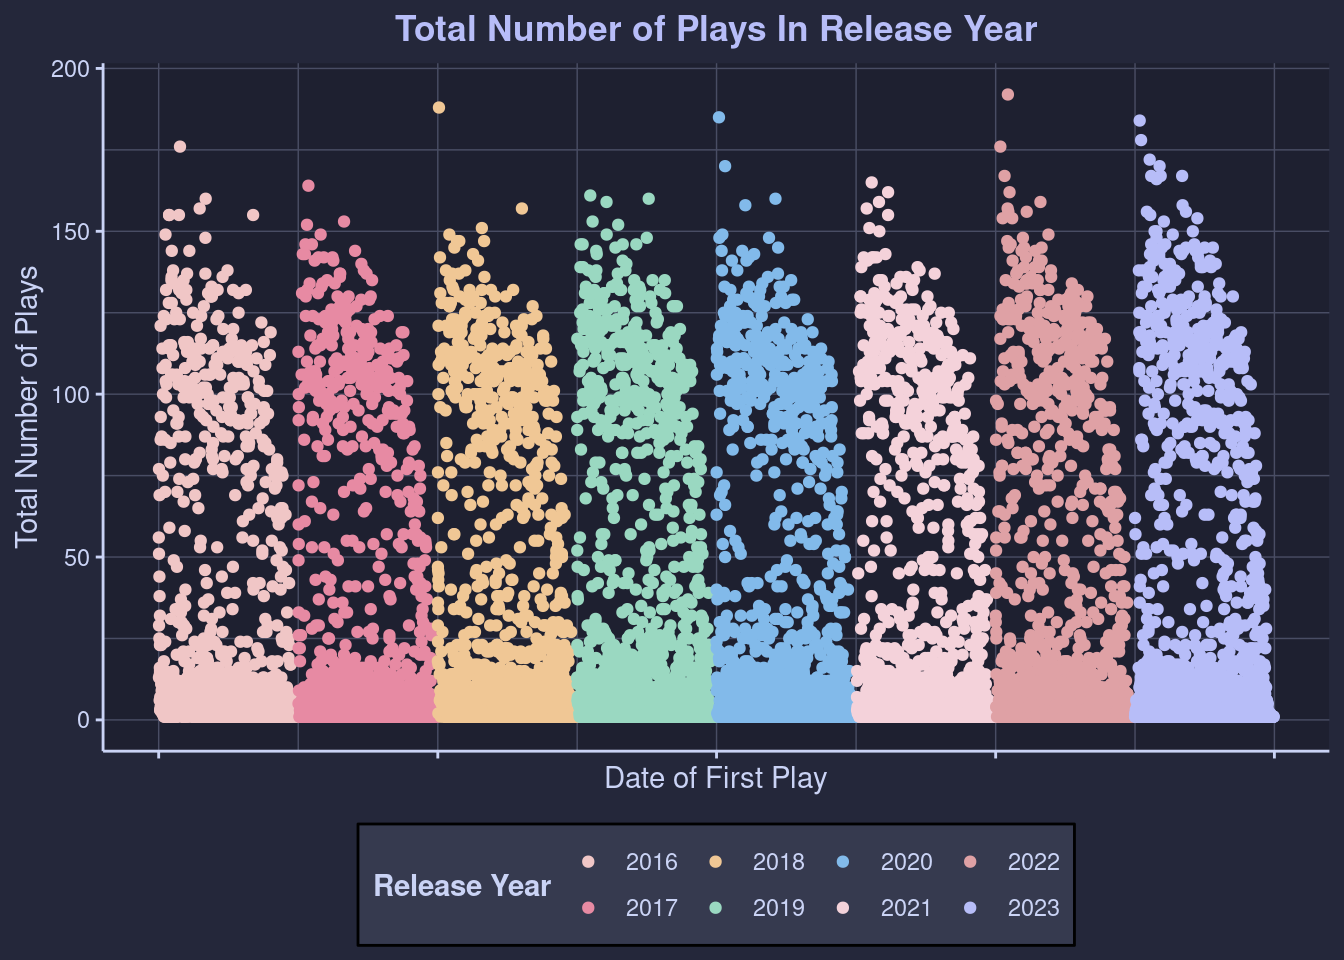 Total Number of Plays In Release Year
Total Number of Plays
200
150
100
50
0
Date of First Play
Release Year
2016 2018 2020 2022
2017 2019 2021 2023